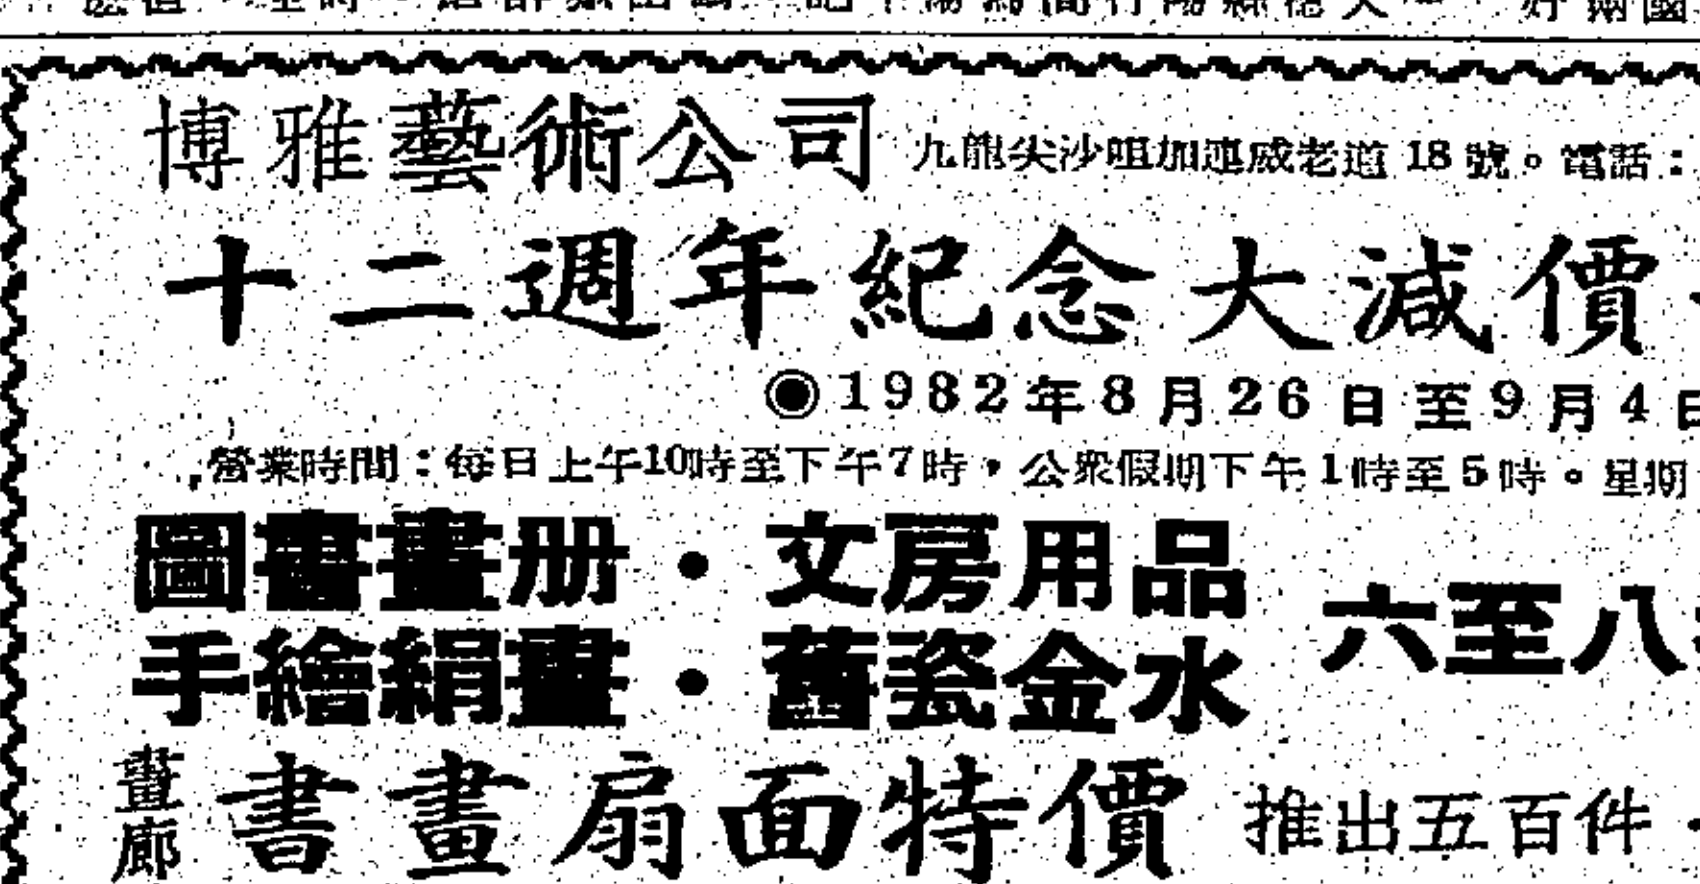 博雅藝術公司 九龍尖沙咀加連威老道18號。電話：
十二週年紀念大減價
◉1982年8月26日至9月4日
營業時間：每日上午10時至下午7時，公眾假期下午1時至5時。星期
圖書畫册・文房用品
手繪絹畫・舊瓷金水
六至八
畫廊 書畫扇面特價 推出五百件